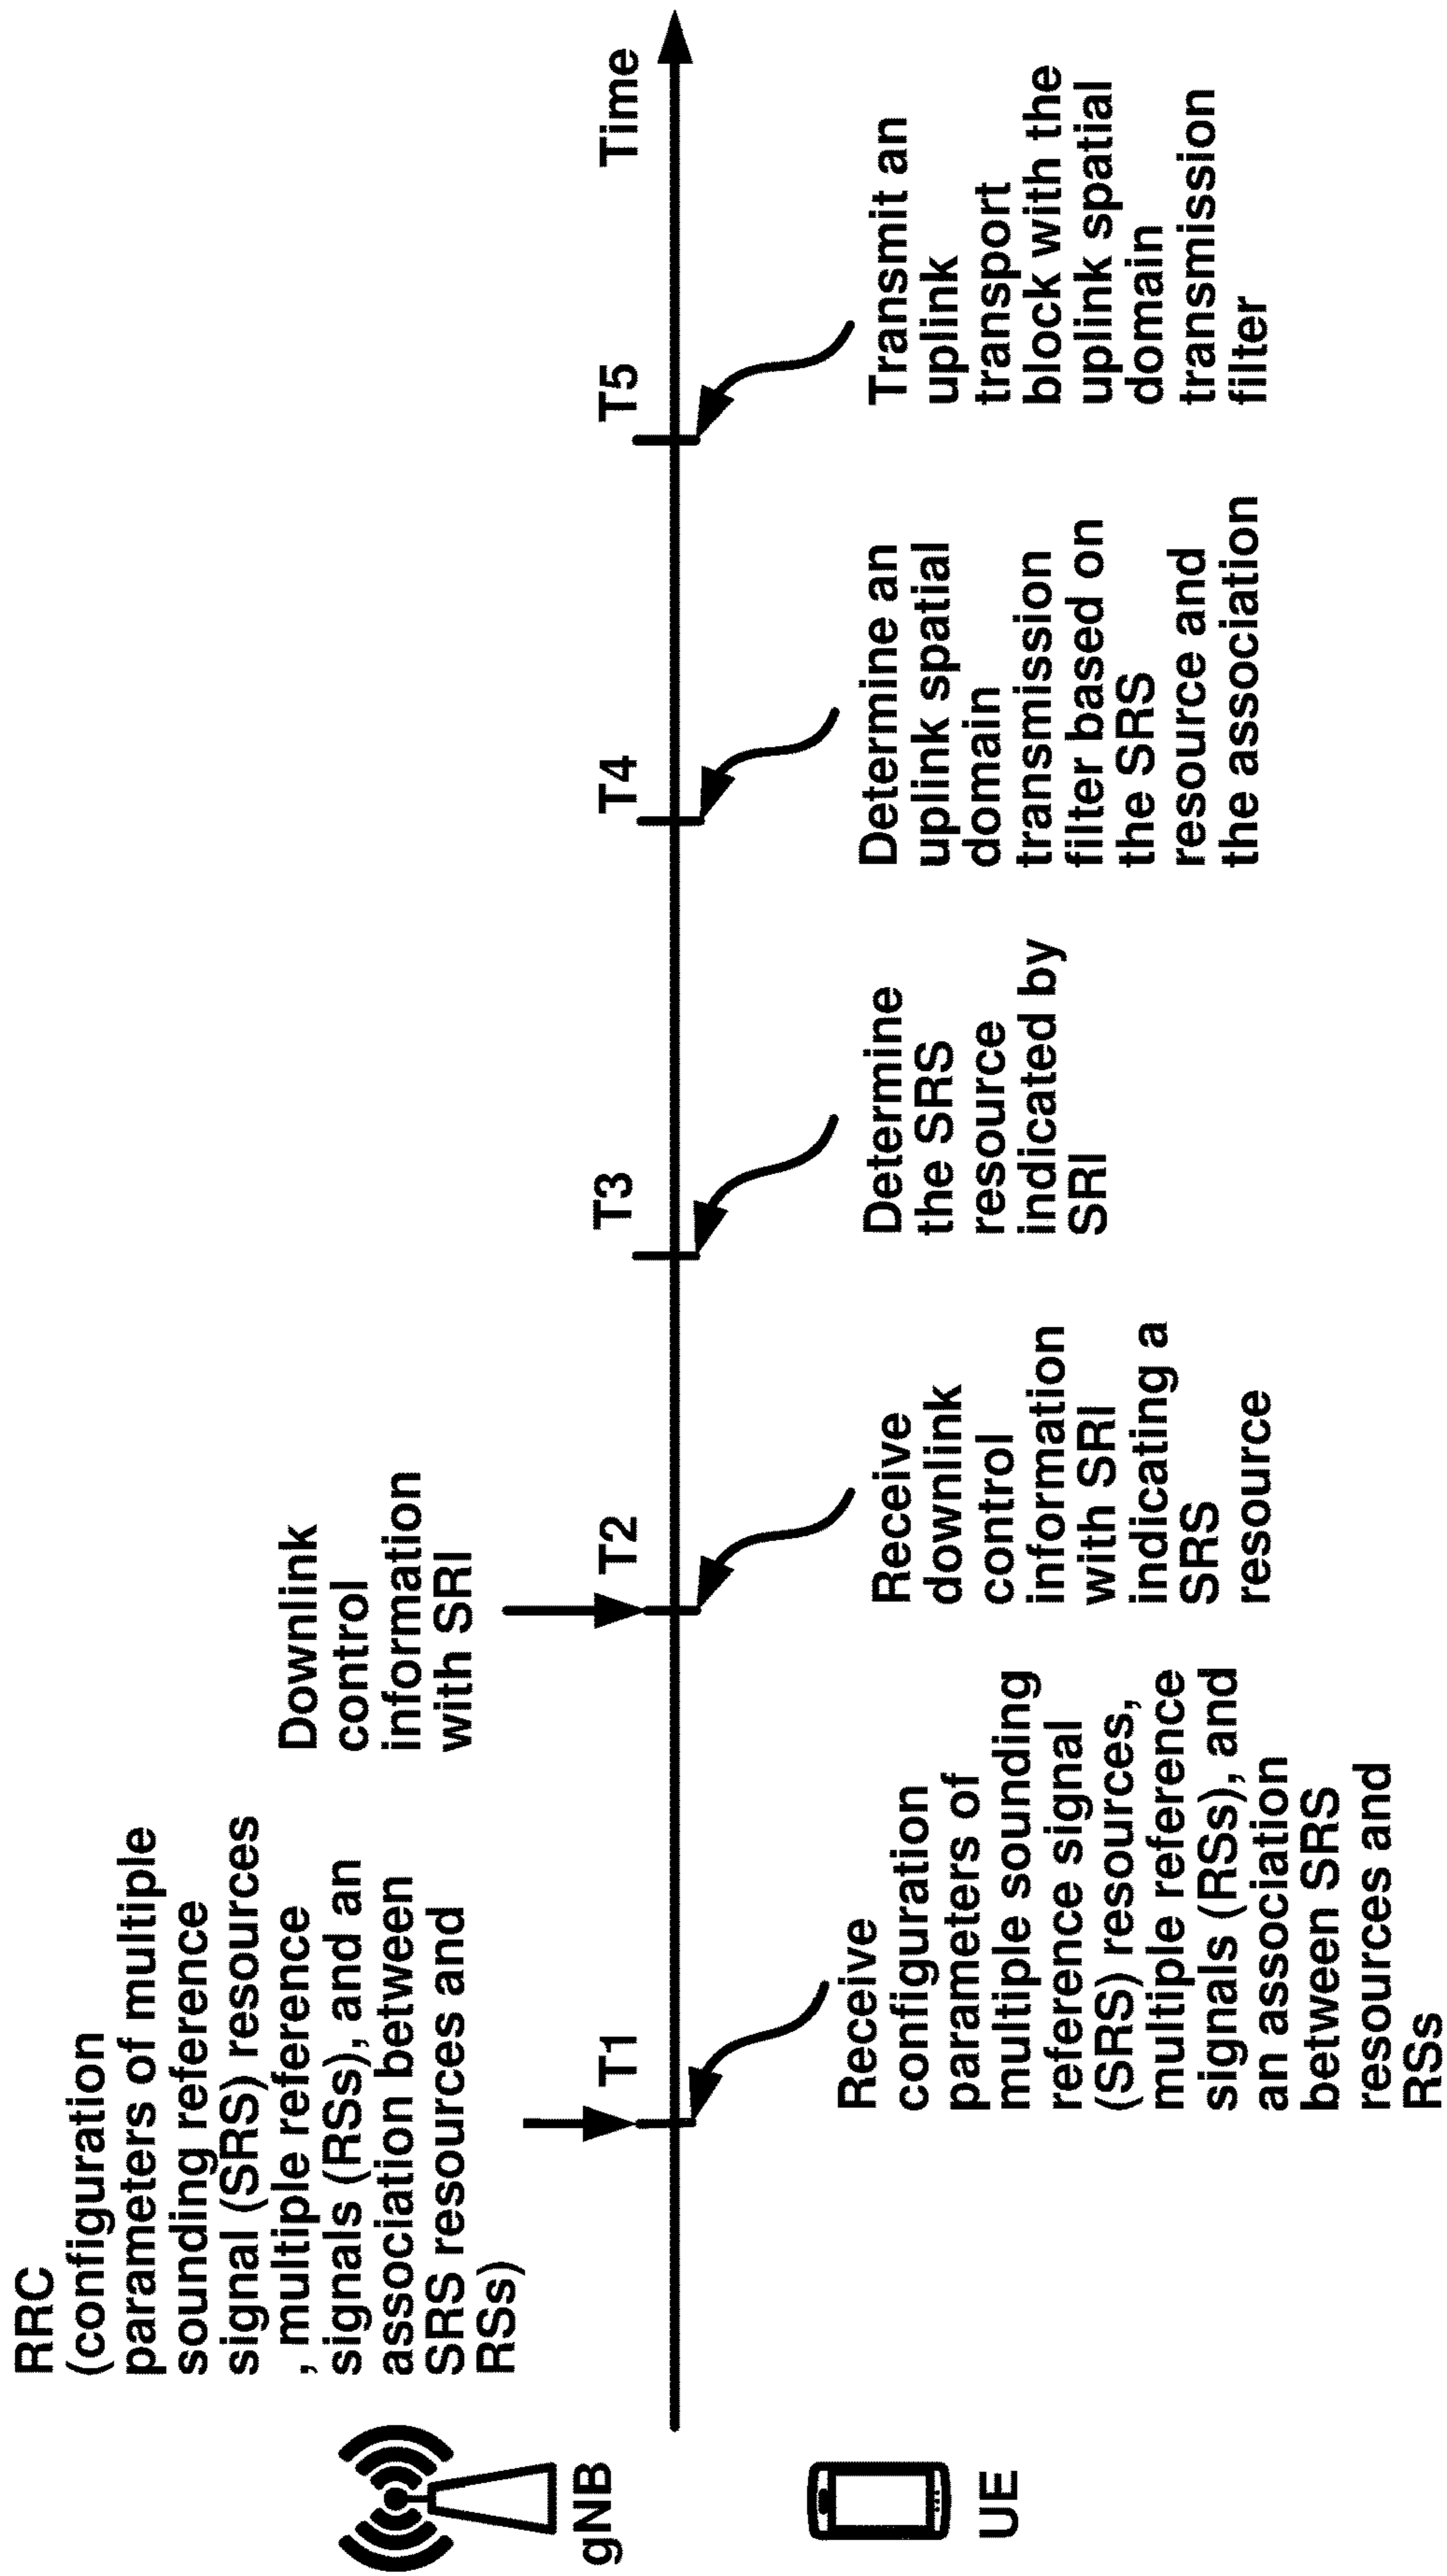 RRC
(configuration
parameters of multiple
sounding reference
signal (SRS) resources
, multiple reference
signals (RSs), and an
association between
SRS resources and
RSs)
Downlink
control
information
with SRI
gNB
T1
T2
T3
T4
T5
Time
UE
Receive
configuration
parameters of
multiple sounding
reference signal
(SRS) resources,
multiple reference
signals (RSs), and
an association
between SRS
resources and
RSs
Receive
downlink
control
information
with SRI
indicating a
SRS
resource
Determine
the SRS
resource
indicated by
SRI
Determine an
uplink spatial
domain
transmission
filter based on
the SRS
resource and
the association
Transmit an
uplink
transport
block with the
uplink spatial
domain
transmission
filter